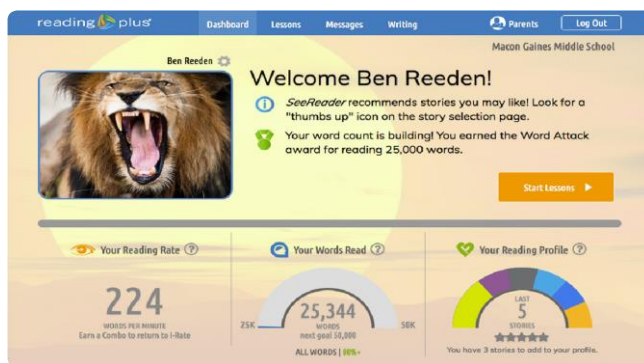 reading plus®
Dashboard
Lessons
Messages
Writing
Parents
Log Out
Macon Gaines Middle School
Ben Reeden
Welcome Ben Reeden!
SeeReader recommends stories you may like! Look for a
"thumbs up" icon on the story selection page.
Your word count is building! You earned the Word Attack
award for reading 25,000 words.
Start Lessons
Your Reading Rate ?
224
WORDS PER MINUTE
Earn a Combo to return to i-Rate
Your Words Read ?
25,344
WORDS
25K
next goal 50,000
50K
ALL WORDS | 80%+
Your Reading Profile ?
LAST
5
STORIES
You have 3 stories to add to your profile.